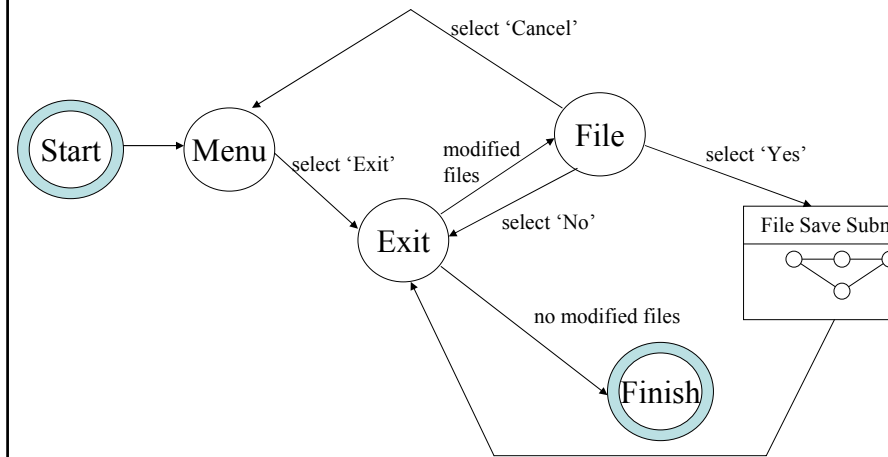 select ‘Cancel’
Start
Menu
File
modified
files
select ‘Exit’
select ‘Yes’
select ‘No’
Exit
File Save
no modified files
Finish